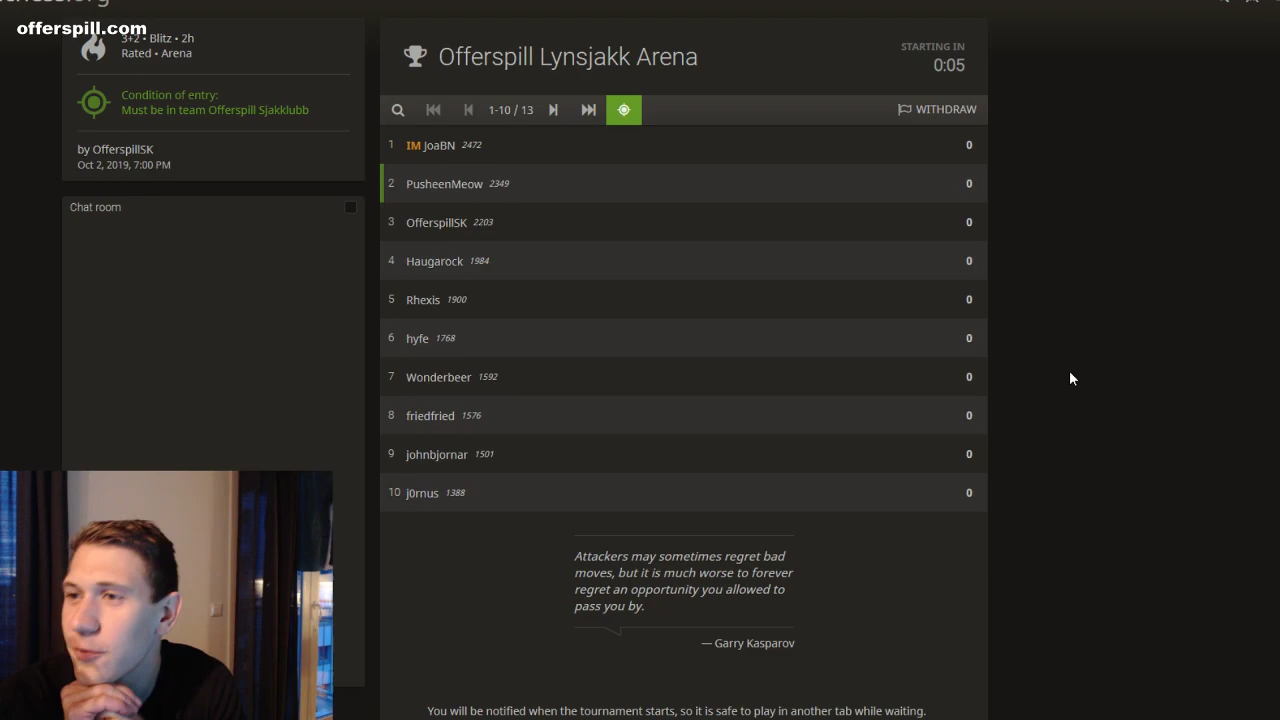 offerspill.com
3+2 • Blitz • 2h
Rated • Arena
Condition of entry:
Must be in team Offerspill Sjakklubb
by OfferspillSK
Oct 2, 2019, 7:00 PM
Chat room
Offerspill Lynsjakk Arena
STARTING IN
0:05
1-10 / 13
WITHDRAW
1 IM JoaBN 2472 0
2 PusheenMeow 2349 0
3 OfferspillSK 2203 0
4 Haugarock 1984 0
5 Rhexis 1900 0
6 hyfe 1768 0
7 Wonderbeer 1592 0
8 friedfried 1576 0
9 johnbjornar 1501 0
10 j0rnus 1388 0
Attackers may sometimes regret bad
moves, but it is much worse to forever
regret an opportunity you allowed to
pass you by.
— Garry Kasparov
You will be notified when the tournament starts, so it is safe to play in another tab while waiting.